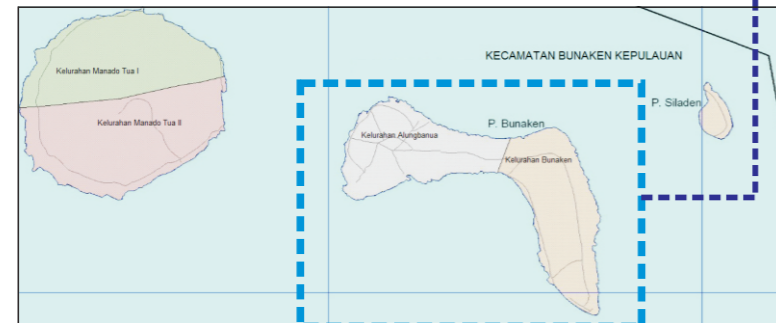 KECAMATAN BUNAKEN KEPULAUAN
Kelurahan Manado Tua I
P. Siladen
Kelurahan Manado Tua II
P. Bunaken
Kelurahan Alungbanua
Kelurahan Bunaken